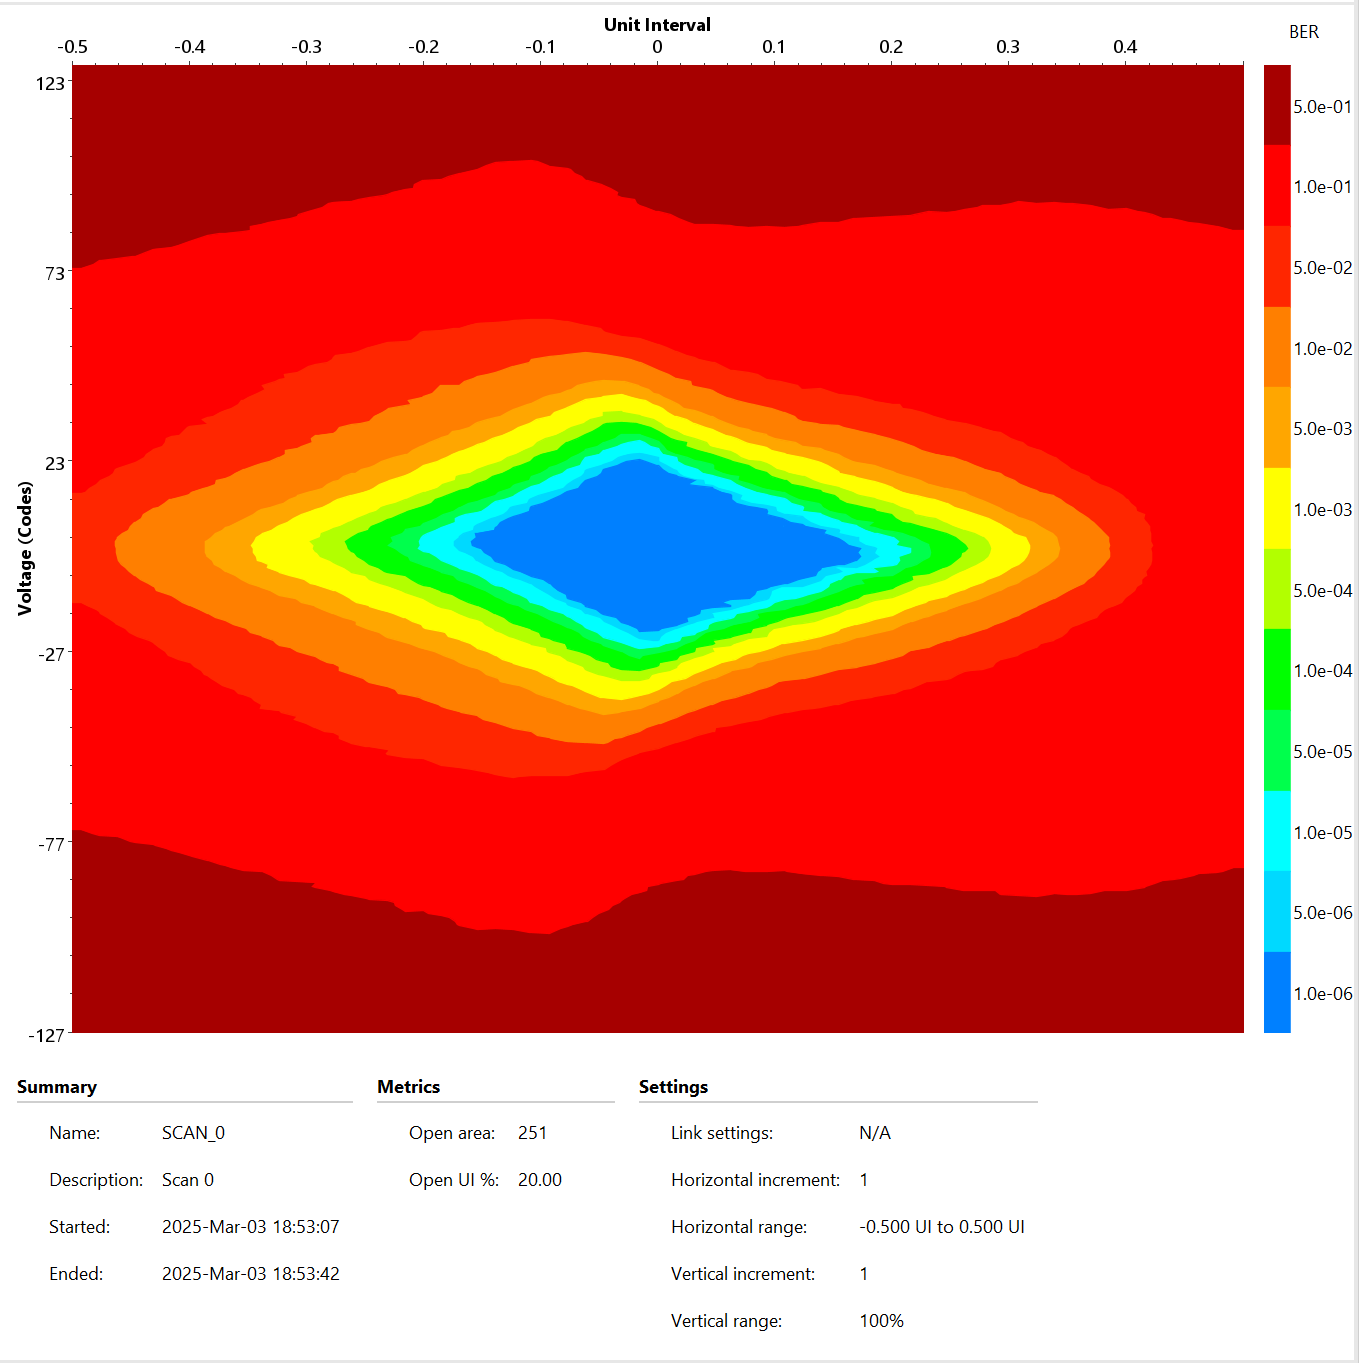 Unit Interval
-0.5 -0.4 -0.3 -0.2 -0.1 0 0.1 0.2 0.3 0.4
BER
Voltage (Codes)
123
73
23
-27
-77
-127
5.0e-01
1.0e-01
5.0e-02
1.0e-02
5.0e-03
1.0e-03
5.0e-04
1.0e-04
5.0e-05
1.0e-05
5.0e-06
1.0e-06
Summary
Name: SCAN_0
Description: Scan 0
Started: 2025-Mar-03 18:53:07
Ended: 2025-Mar-03 18:53:42
Metrics
Open area: 251
Open UI %: 20.00
Settings
Link settings: N/A
Horizontal increment: 1
Horizontal range: -0.500 UI to 0.500 UI
Vertical increment: 1
Vertical range: 100%